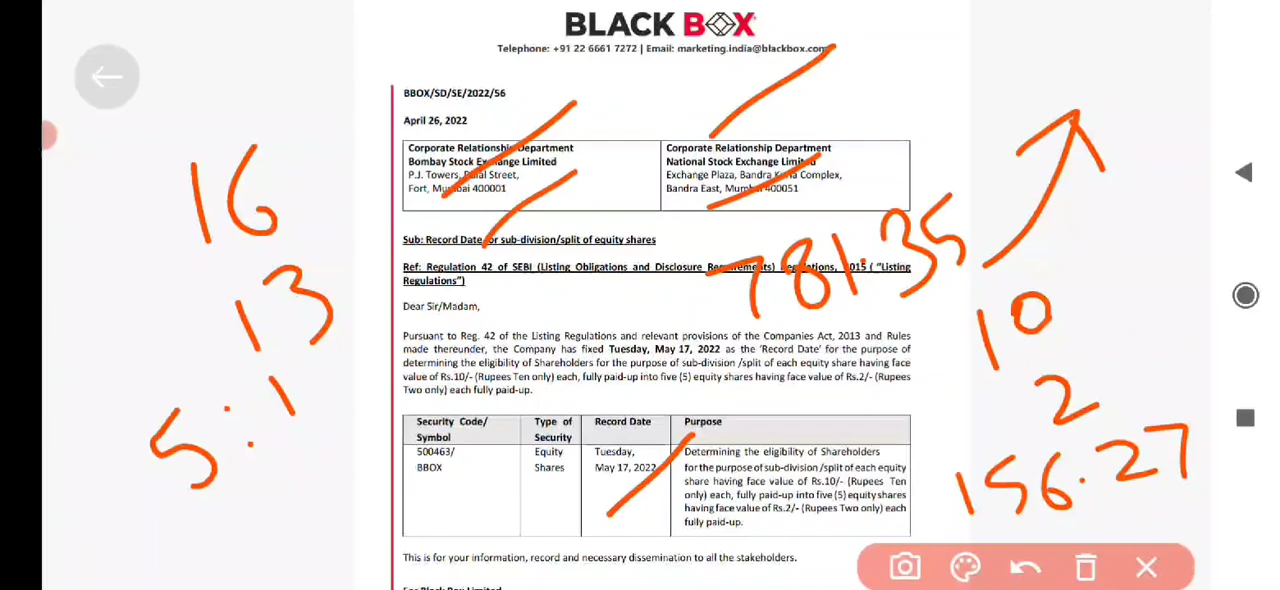 BLACK BOX
Telephone: +91 22 6661 7272 | Email: marketing.india@blackbox.com
BBOX/SD/SE/2022/56
April 26, 2022
Corporate Relationship Department
Bombay Stock Exchange Limited
P.J. Towers, Dalal Street,
Fort, Mumbai 400001
Corporate Relationship Department
National Stock Exchange Limited
Exchange Plaza, Bandra Kurla Complex,
Bandra East, Mumbai 400051
Sub: Record Date for sub-division/split of equity shares
Ref: Regulation 42 of SEBI (Listing Obligations and Disclosure Requirements) Regulations, 2015 ( "Listing
Regulations")
Dear Sir/Madam,
Pursuant to Reg. 42 of the Listing Regulations and relevant provisions of the Companies Act, 2013 and Rules
made thereunder, the Company has fixed Tuesday, May 17, 2022 as the 'Record Date' for the purpose of
determining the eligibility of Shareholders for the purpose of sub-division /split of each equity share having face
value of Rs.10/- (Rupees Ten only) each, fully paid-up into five (5) equity shares having face value of Rs.2/- (Rupees
Two only) each fully paid-up.
Security Code/
Symbol
Type of
Security
Record Date
Purpose
500463/
BBOX
Equity
Shares
Tuesday,
May 17, 2022
Determining the eligibility of Shareholders
for the purpose of sub-division /split of each equity
share having face value of Rs.10/- (Rupees Ten
only) each, fully paid-up into five (5) equity shares
having face value of Rs.2/- (Rupees Two only) each
fully paid-up.
This is for your information, record and necessary dissemination to all the stakeholders.
For Black Box Limited
16
13
5:1
781.35
10
2
156.27